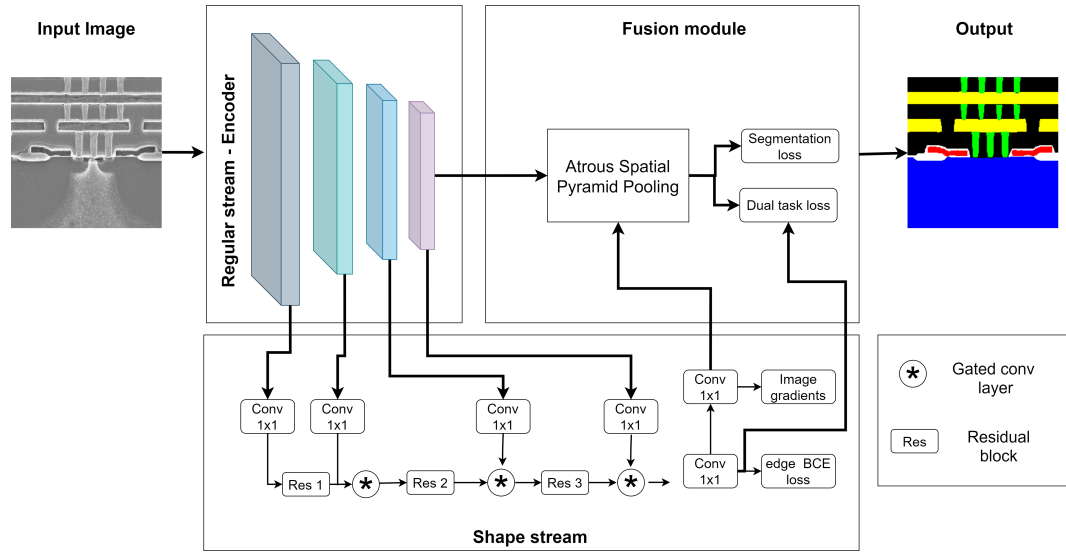 Input Image
Regular stream - Encoder
Fusion module
Output
Atrous Spatial
Pyramid Pooling
Segmentation
loss
Dual task loss
Conv
1x1
Conv
1x1
Conv
1x1
Conv
1x1
Conv
1x1
Image
gradients
Res 1
*
Res 2
*
Res 3
*
Conv
1x1
edge BCE
loss
Shape stream
*
Gated conv
layer
Res
Residual
block